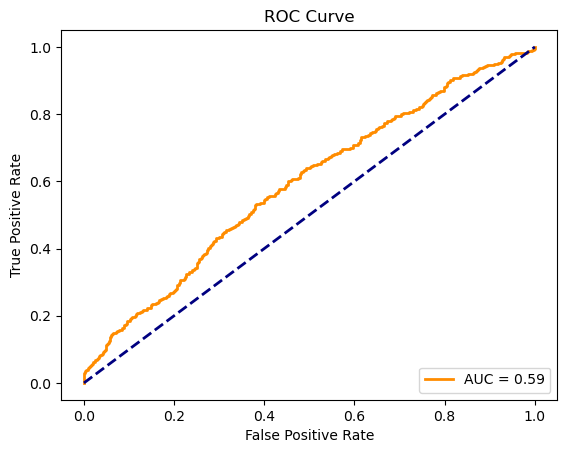 ROC Curve
1.0
0.8
0.6
0.4
0.2
0.0
True Positive Rate
0.0 0.2 0.4 0.6 0.8 1.0
False Positive Rate
AUC = 0.59